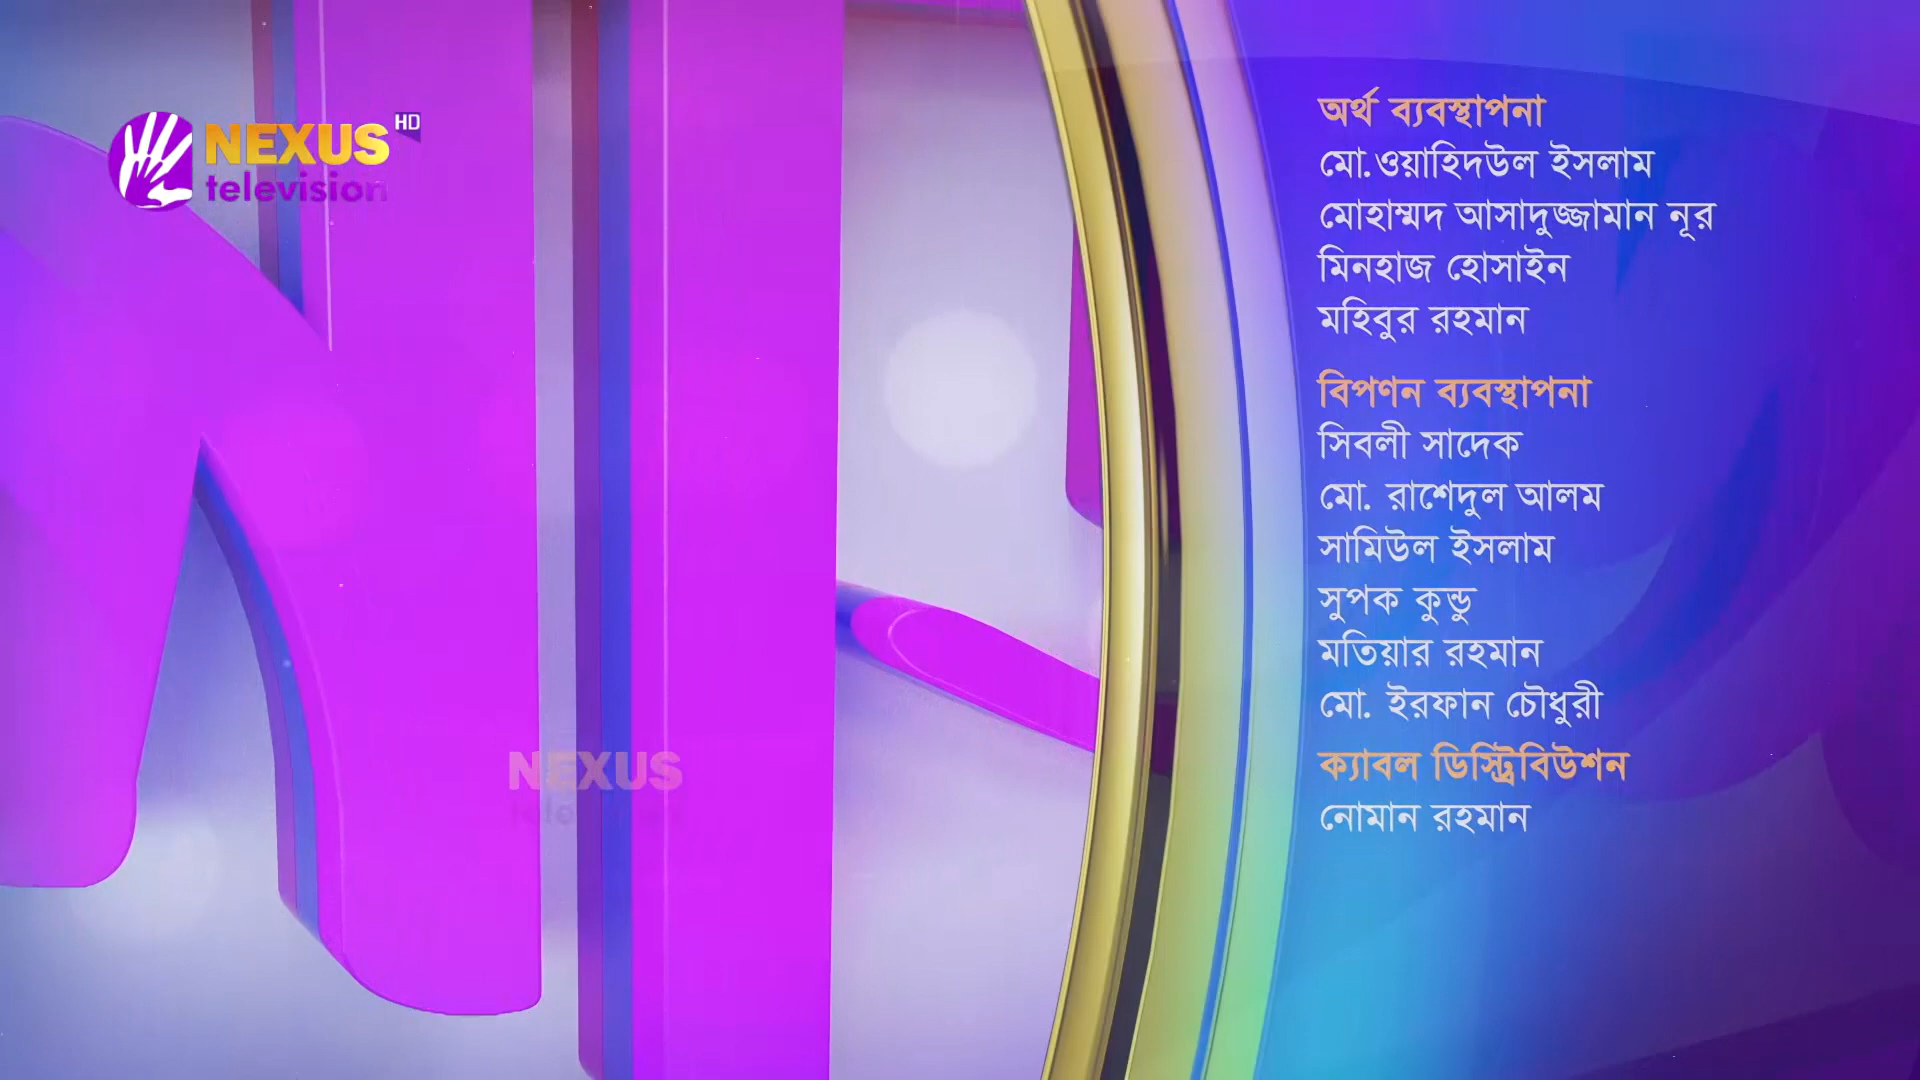 NEXUS HD
television
অর্থ ব্যবস্থাপনা
মো.ওয়াহিদউল ইসলাম
মোহাম্মদ আসাদুজ্জামান নূর
মিনহাজ হোসাইন
মহিবুর রহমান
বিপণন ব্যবস্থাপনা
সিবলী সাদেক
মো. রাশেদুল আলম
সামিউল ইসলাম
সুপক কুন্ডু
মতিয়ার রহমান
মো. ইরফান চৌধুরী
ক্যাবল ডিস্ট্রিবিউশন
নোমান রহমান
NEXUS
television